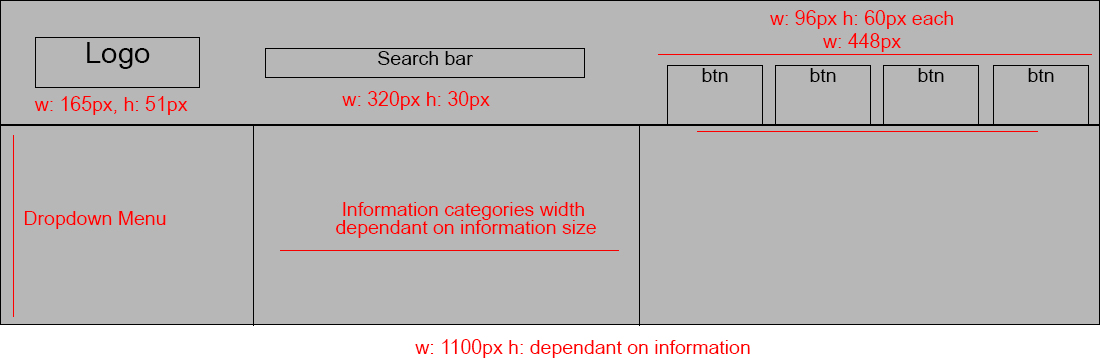 w: 96px h: 60px each
w: 448px
Logo
Search bar
btn btn btn btn
w: 165px, h: 51px
w: 320px h: 30px
Dropdown Menu
Information categories width
dependant on information size
w: 1100px h: dependant on information